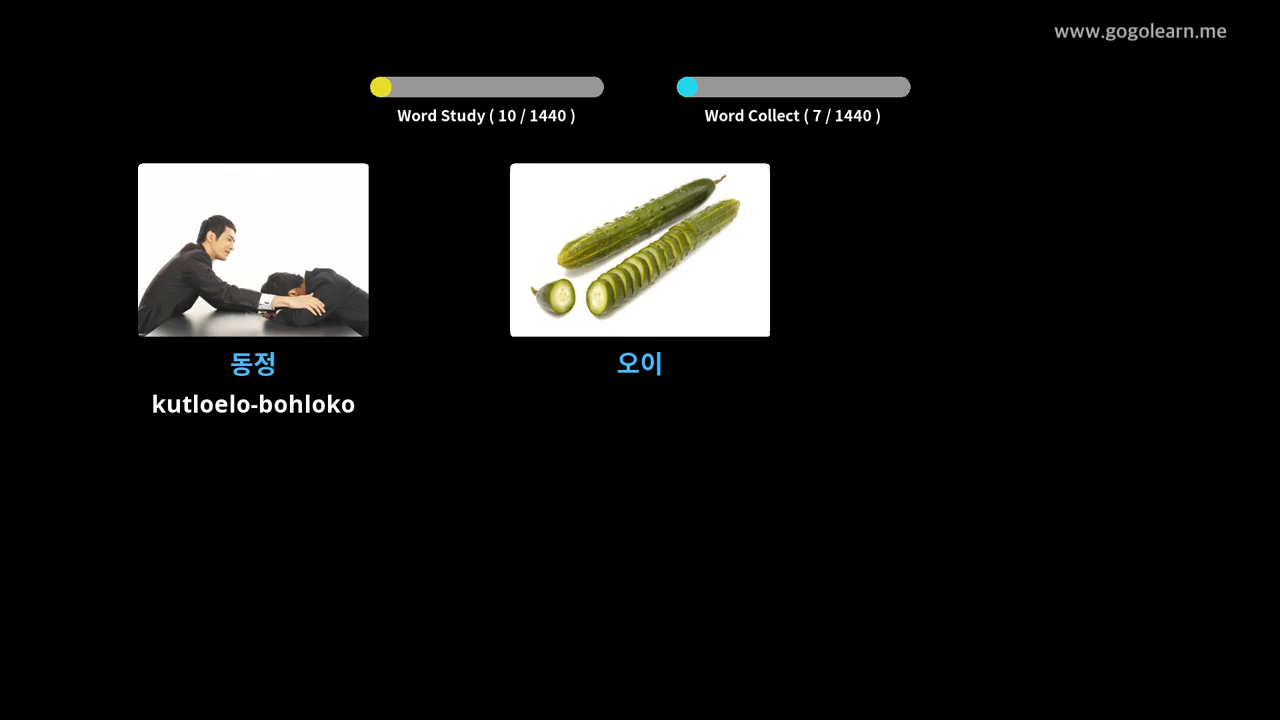 www.gogolearn.me
Word Study ( 10 / 1440 )
Word Collect ( 7 / 1440 )
동정
오이
kutloelo-bohloko